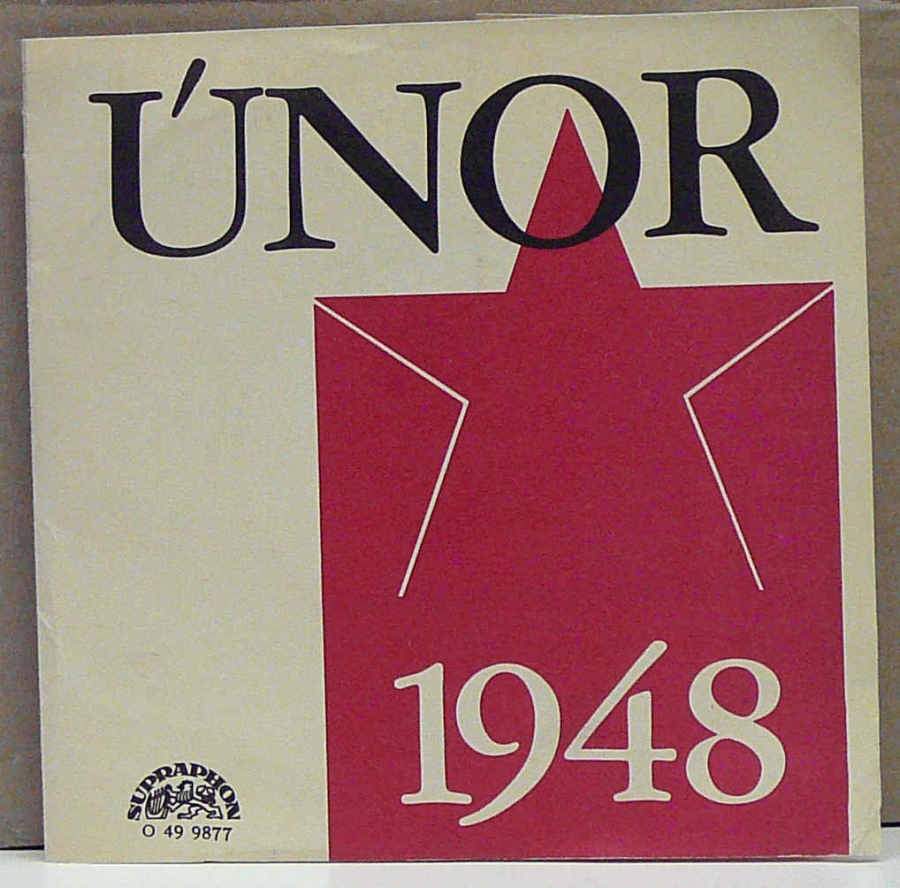 ÚNOR
1948
SUPRAPHON
O 49 9877